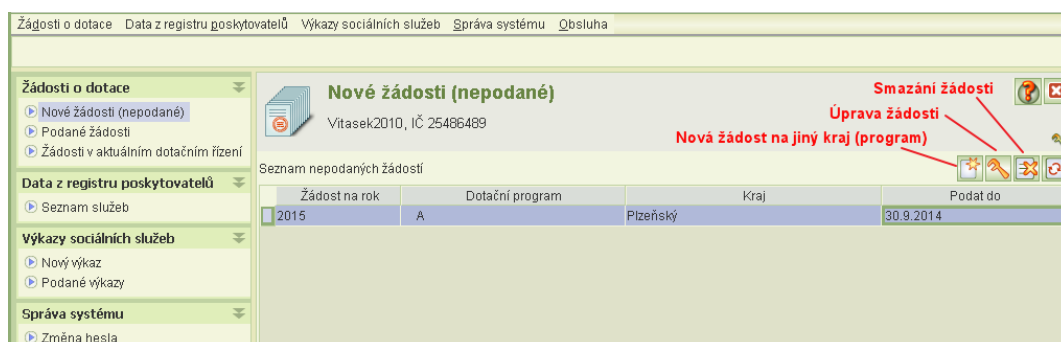 Žádosti o dotace Data z registru poskytovatelů Výkazy sociálních služeb Správa systému Obsluha
Žádosti o dotace
Nové žádosti (nepodané)
Podané žádosti
Žádosti v aktuálním dotačním řízení
Data z registru poskytovatelů
Seznam služeb
Výkazy sociálních služeb
Nový výkaz
Podané výkazy
Správa systému
Změna hesla
Nové žádosti (nepodané)
Vitasek2010, IČ 25486489
Smazání žádosti
Úprava žádosti
Nová žádost na jiný kraj (program)
Seznam nepodaných žádostí
Žádost na rok Dotační program Kraj Podat do
2015 A Plzeňský 30.9.2014